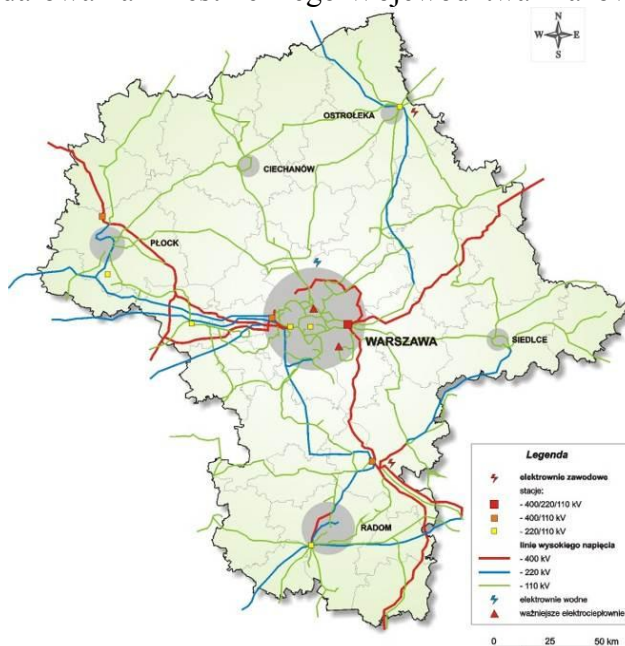 N
W E
S
OSTROŁĘKA
CIECHANÓW
PŁOCK
WARSZAWA
SIEDLCE
RADOM
Legenda
elektrownie zawodowe
stacje:
- 400/220/110 kV
- 400/110 kV
- 220/110 kV
linie wysokiego napięcia
- 400 kV
- 220 kV
- 110 kV
elektrownie wodne
ważniejsze elektrociepłownie
0 25 50 km